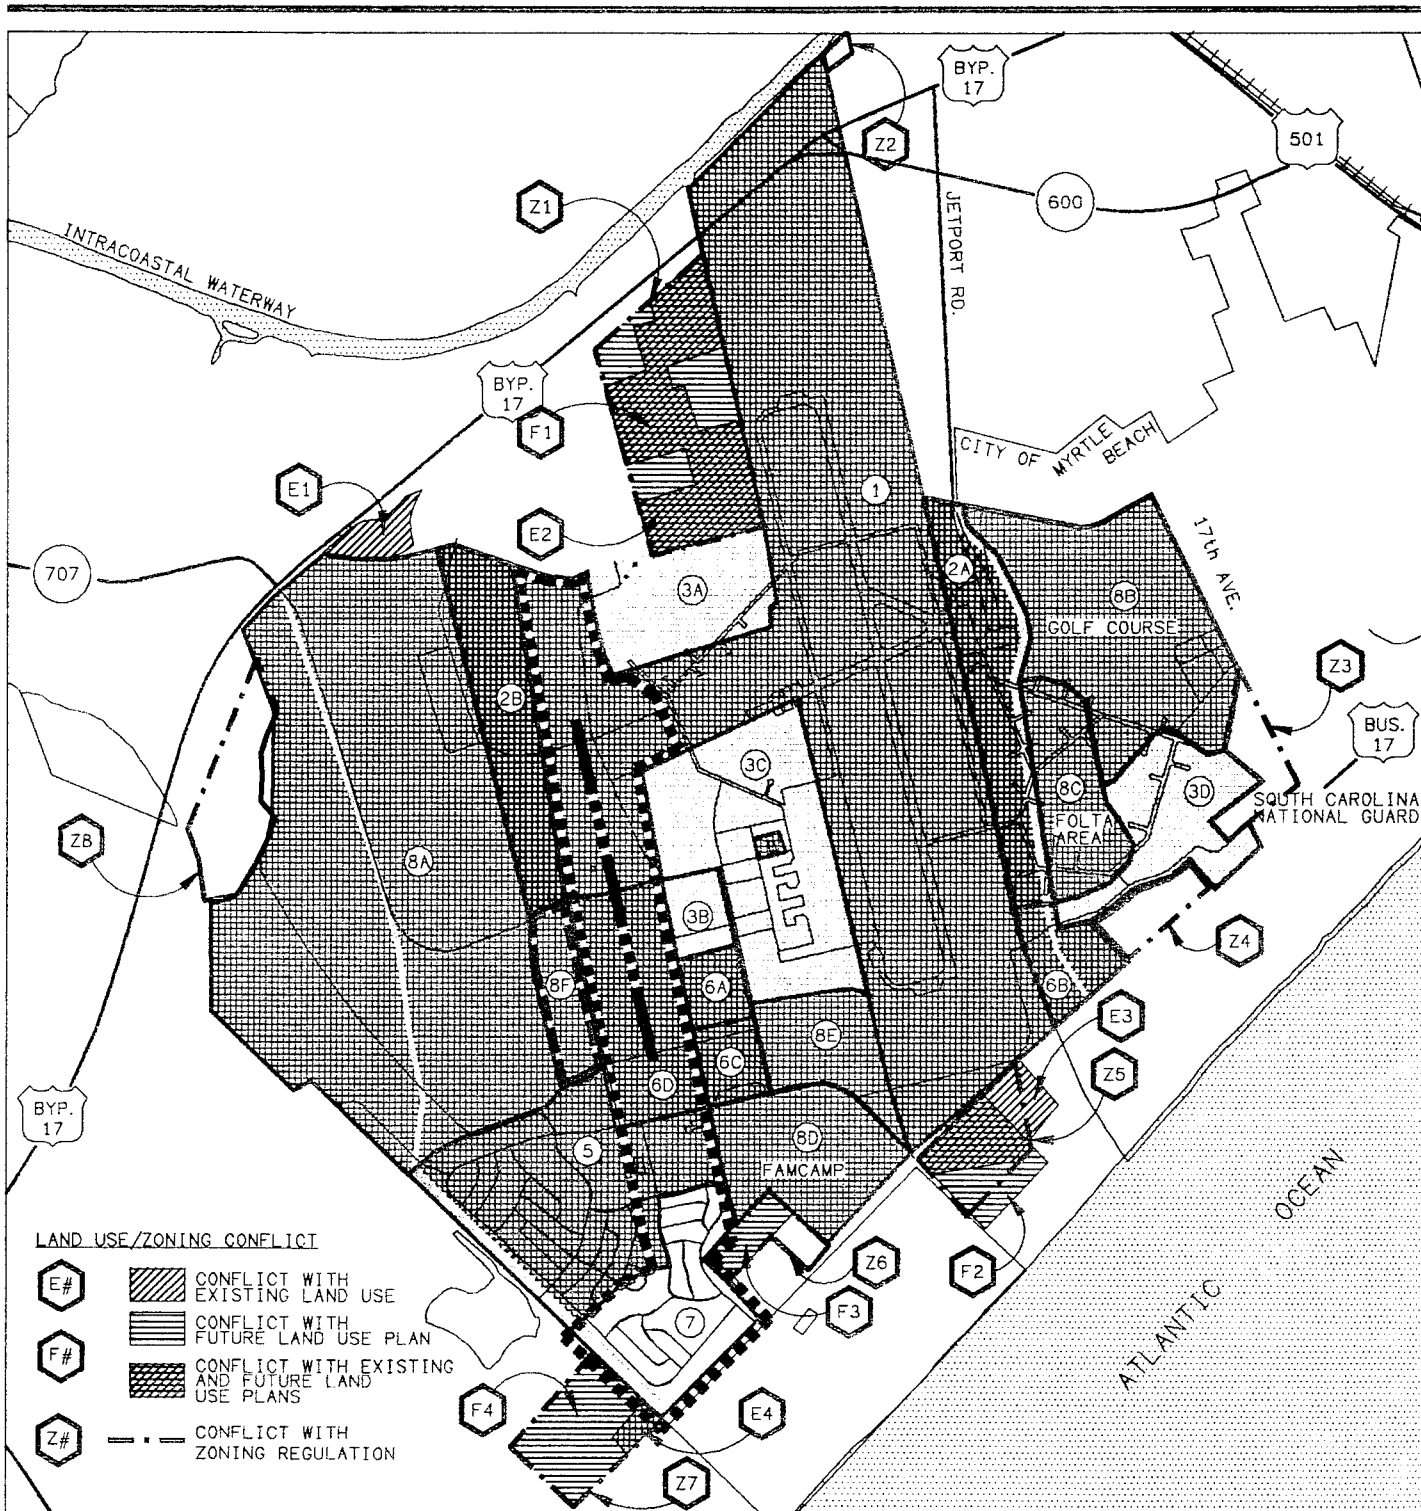 BYP.
17
Z2
501
Z1
600
JETPORT RD.
INTRACOASTAL WATERWAY
BYP.
17
F1
CITY OF MYRTLE
BEACH
E1
1
E2
17th AVE.
707
2A
3A
8B
GOLF COURSE
Z3
2B
BUS.
17
3C
8C
3D
FOLTA
AREA
SOUTH CAROLINA
NATIONAL GUARD
Z8
8A
3B
Z4
8F
6A
6B
E3
8E
6C
Z5
6D
BYP.
17
5
8D
FAMCAMP
ATLANTIC OCEAN
LAND USE/ZONING CONFLICT
Z6
F2
E#
CONFLICT WITH
EXISTING LAND USE
F3
7
F#
CONFLICT WITH
FUTURE LAND USE PLAN
CONFLICT WITH EXISTING
AND FUTURE LAND
USE PLANS
F4
E4
Z#
CONFLICT WITH
ZONING REGULATION
Z7